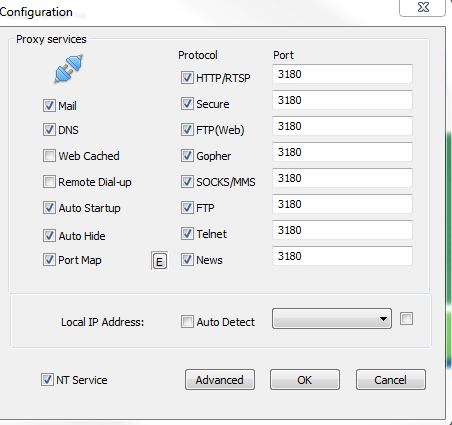 Configuration
Proxy services
Protocol Port
HTTP/RTSP 3180
Mail Secure 3180
DNS FTP(Web) 3180
Web Cached Gopher 3180
Remote Dial-up SOCKS/MMS 3180
Auto Startup FTP 3180
Auto Hide Telnet 3180
Port Map E News 3180
Local IP Address: Auto Detect
NT Service Advanced OK Cancel